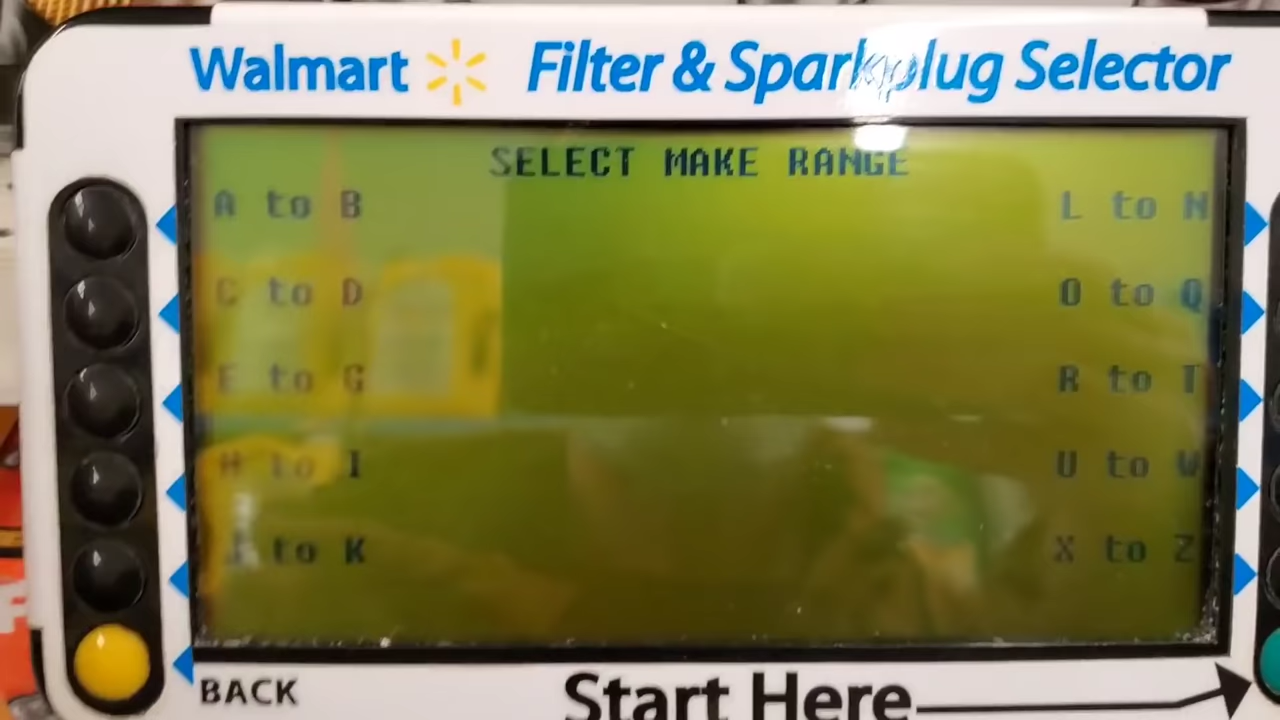 Walmart Filter & Sparkplug Selector
SELECT MAKE RANGE
A to B L to N
C to D O to Q
E to G R to T
H to I U to W
J to K X to Z
BACK
Start Here